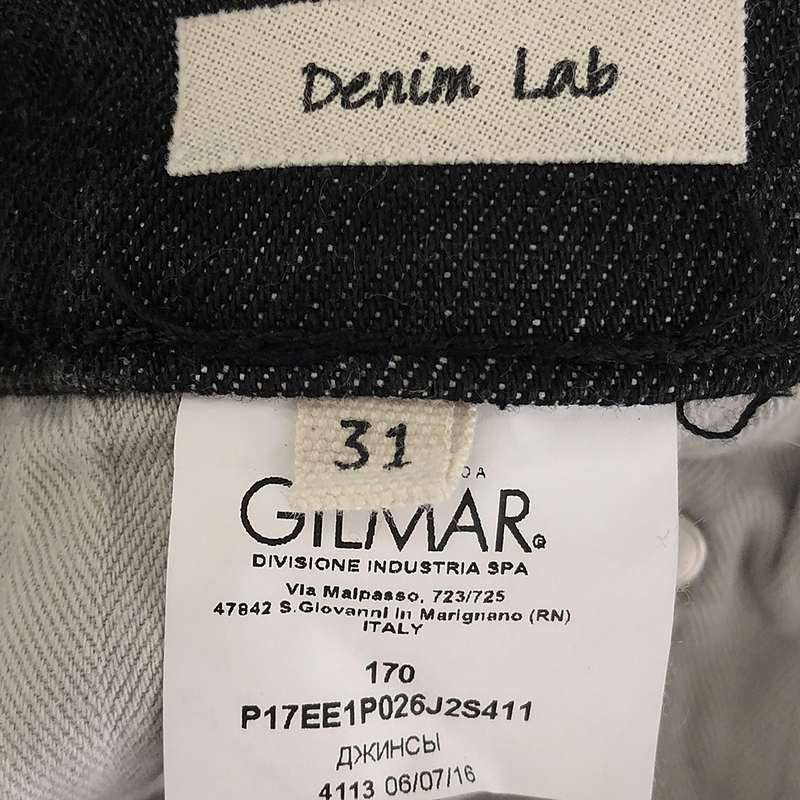 Denim Lab
31
GILMAR
DIVISIONE INDUSTRIA SPA
Via Malpasso, 723/725
47842 S.Giovanni in Marignano (RN)
ITALY
170
P17EE1P026J2S411
ДЖИНСЫ
4113 06/07/16